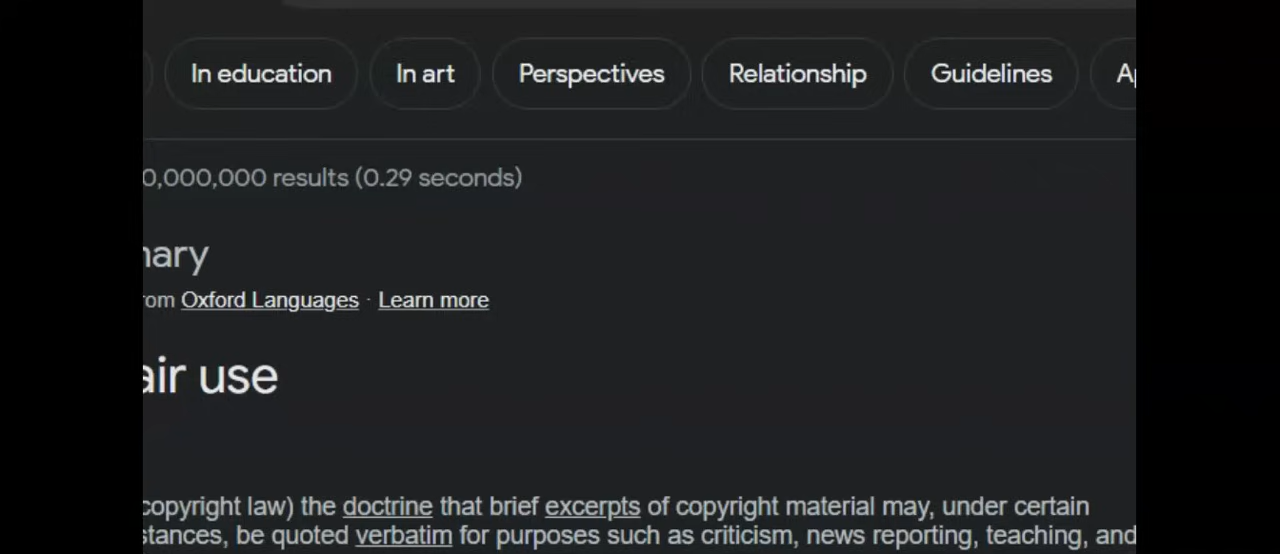 In education In art Perspectives Relationship Guidelines
0,000,000 results (0.29 seconds)
nary
rom Oxford Languages · Learn more
air use
copyright law) the doctrine that brief excerpts of copyright material may, under certain
stances, be quoted verbatim for purposes such as criticism, news reporting, teaching, and